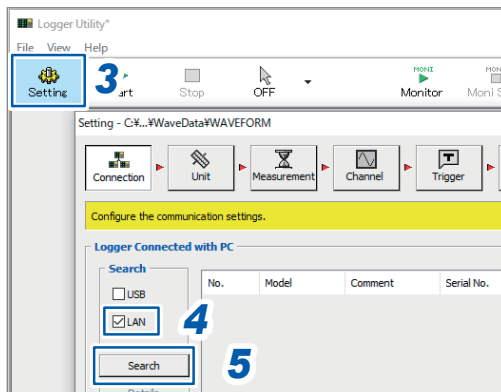 Logger Utility*
File View Help
Setting 3 Stop OFF Monitor Moni
MONI
Setting - C:¥...¥WaveData¥WAVEFORM
Connection Unit Measurement Channel Trigger
Configure the communication settings.
Logger Connected with PC
Search
No. Model Comment Serial No.
USB
LAN 4
Search 5